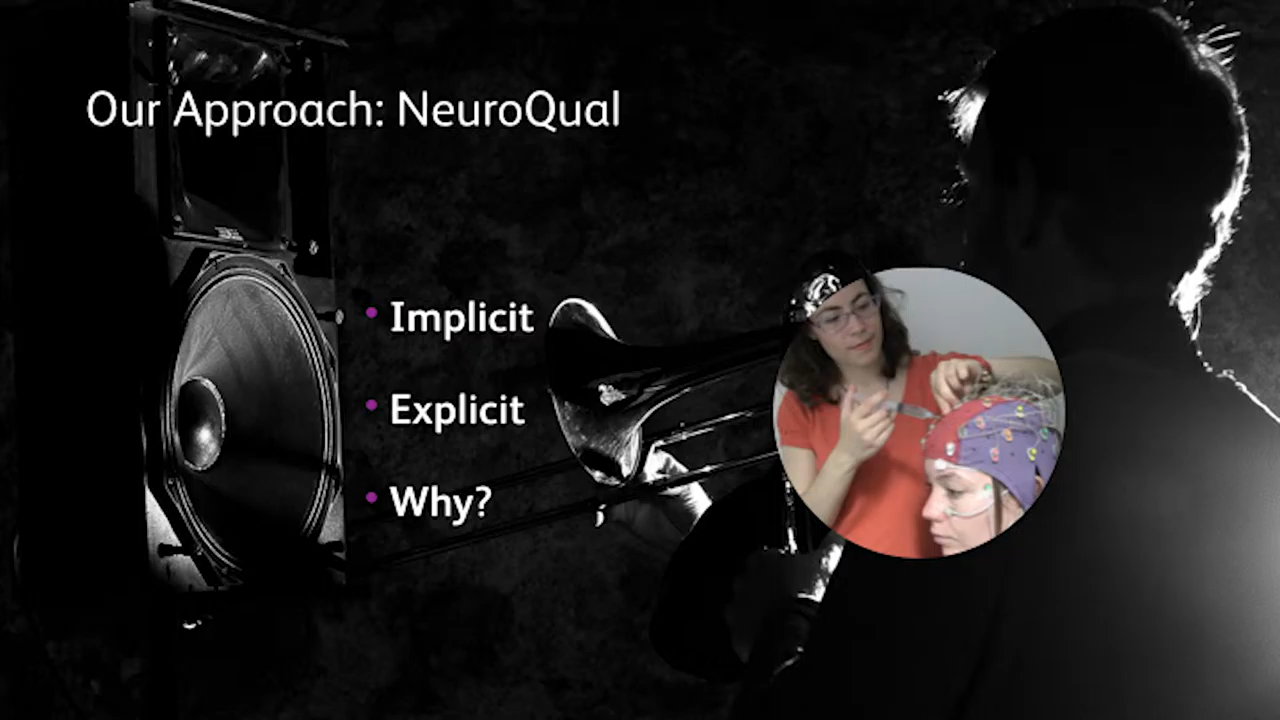 Our Approach: NeuroQual
• Implicit
• Explicit
• Why?